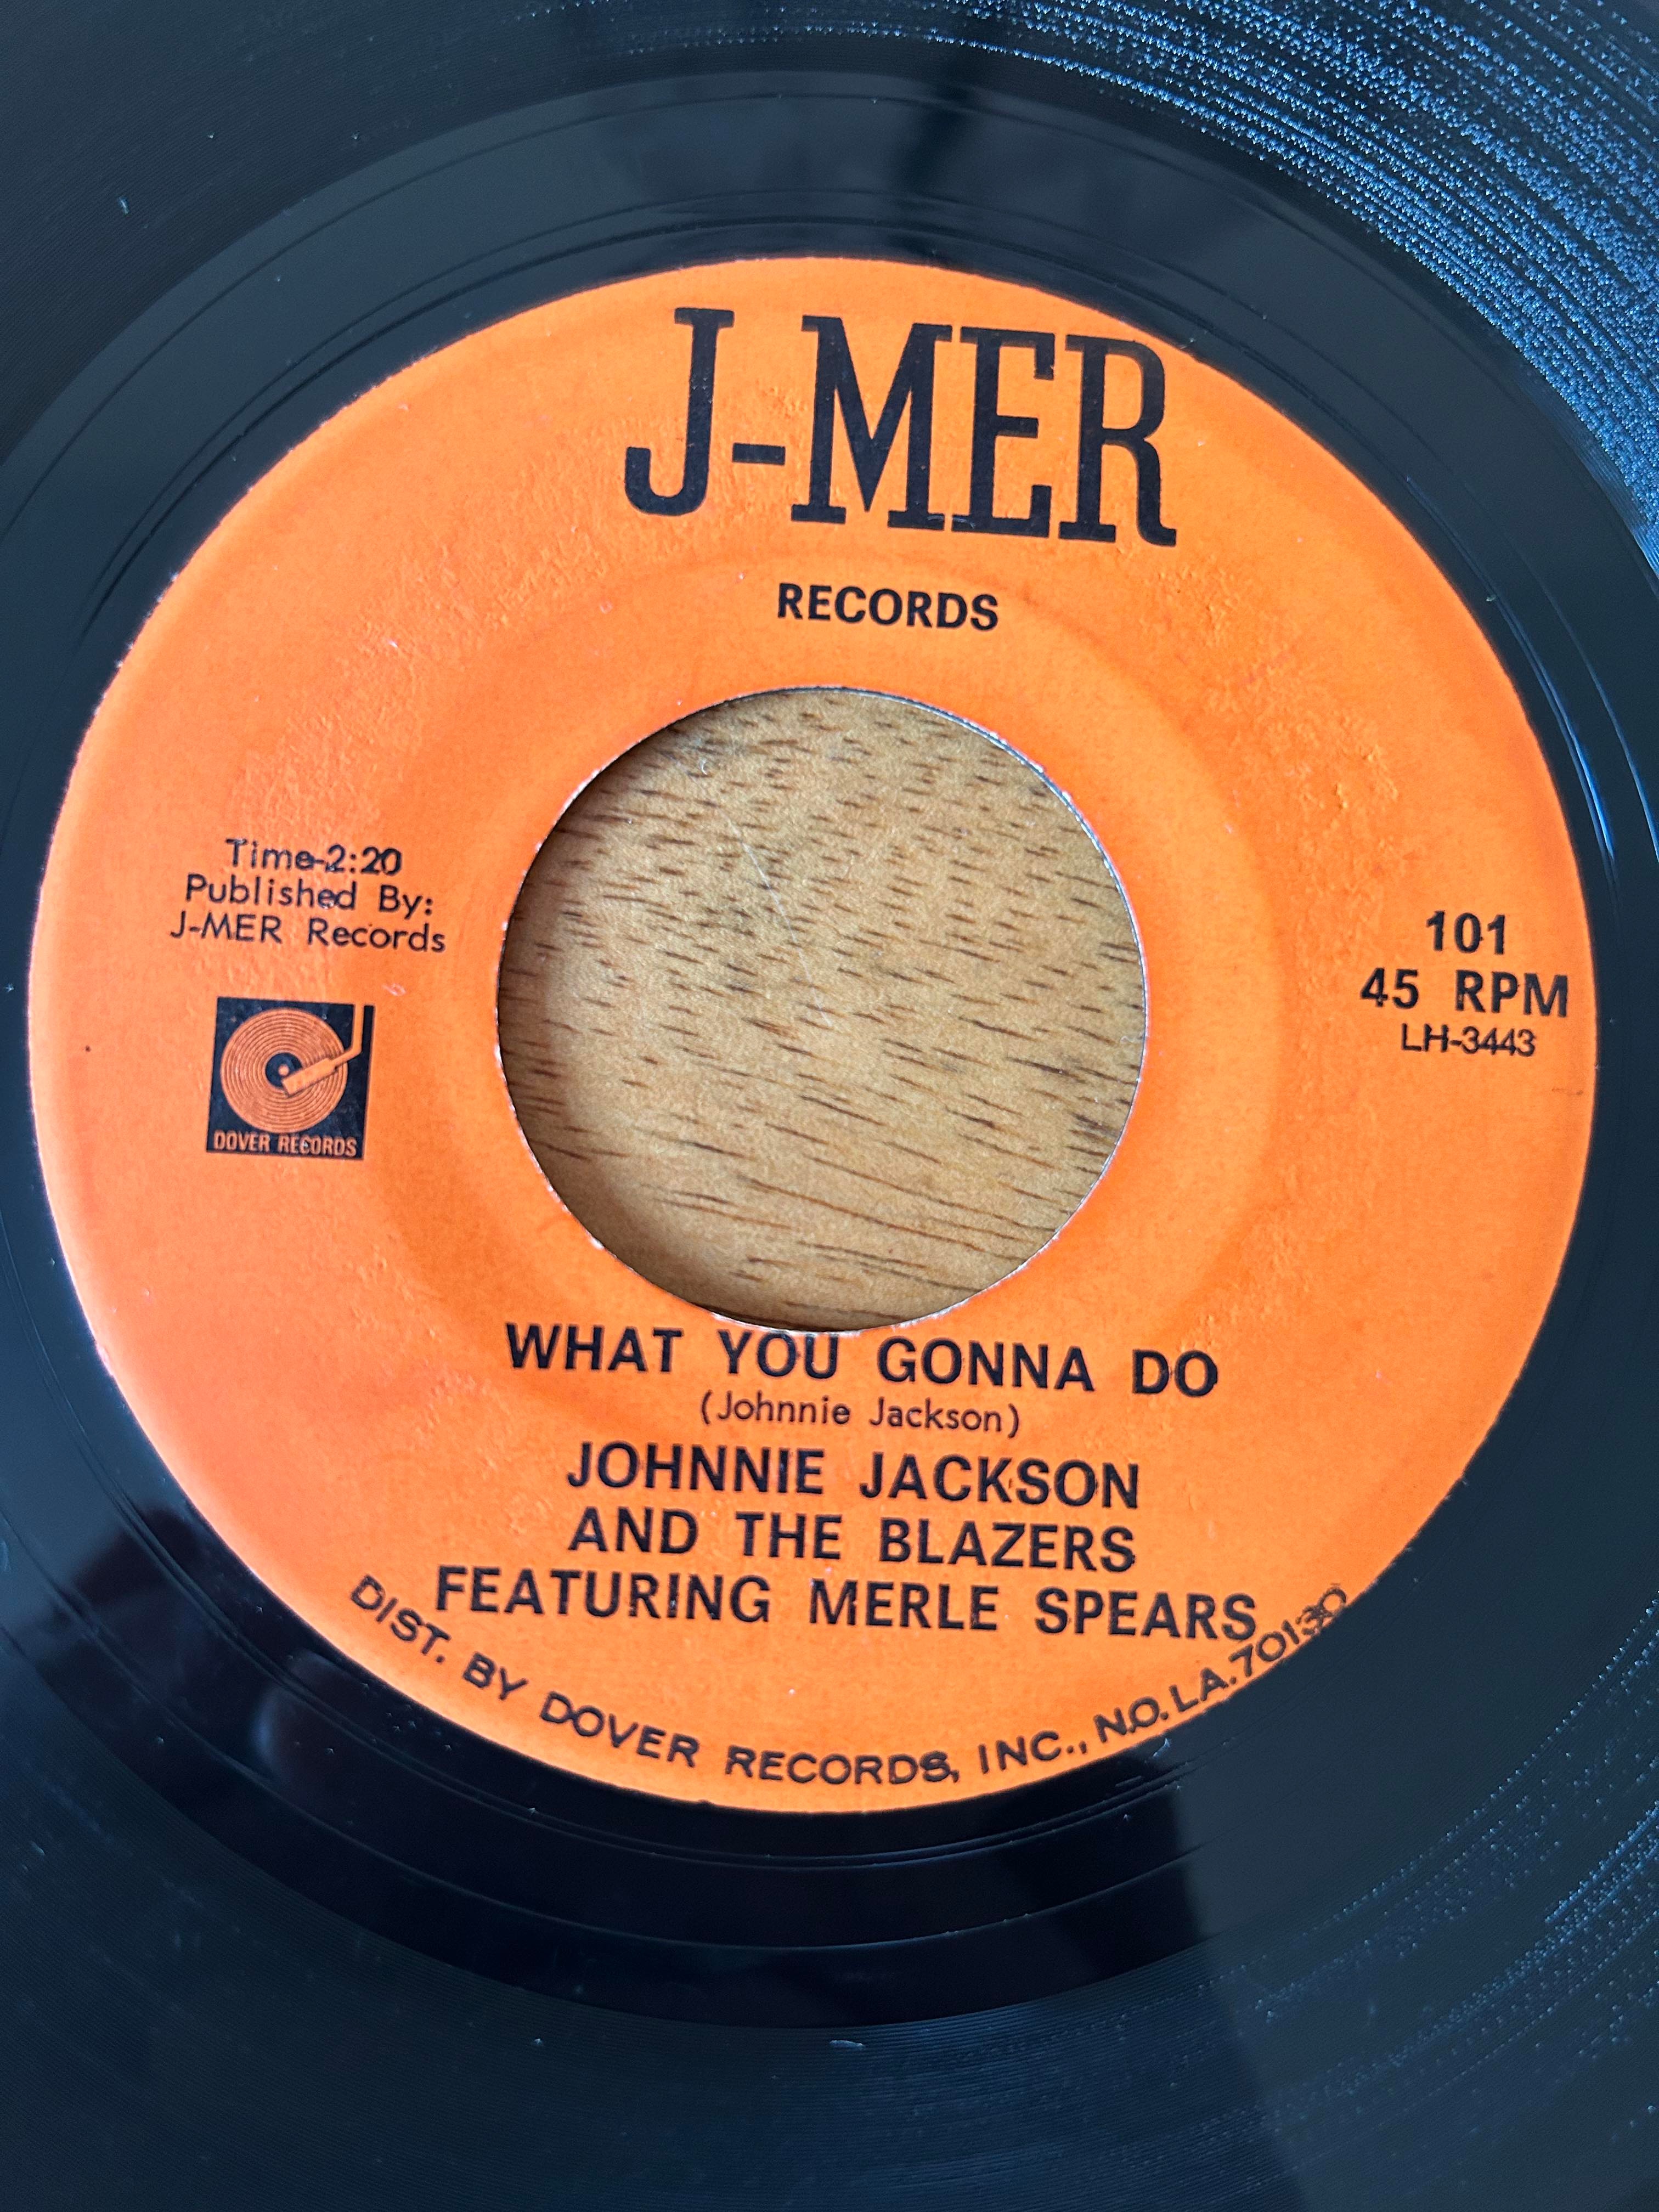 J-MER
RECORDS
Time-2:20
Published By:
J-MER Records
DOVER RECORDS
101
45 RPM
LH-3443
WHAT YOU GONNA DO
(Johnnie Jackson)
JOHNNIE JACKSON
AND THE BLAZERS
FEATURING MERLE SPEARS
DIST. BY DOVER RECORDS, INC., N.O. LA. 70130